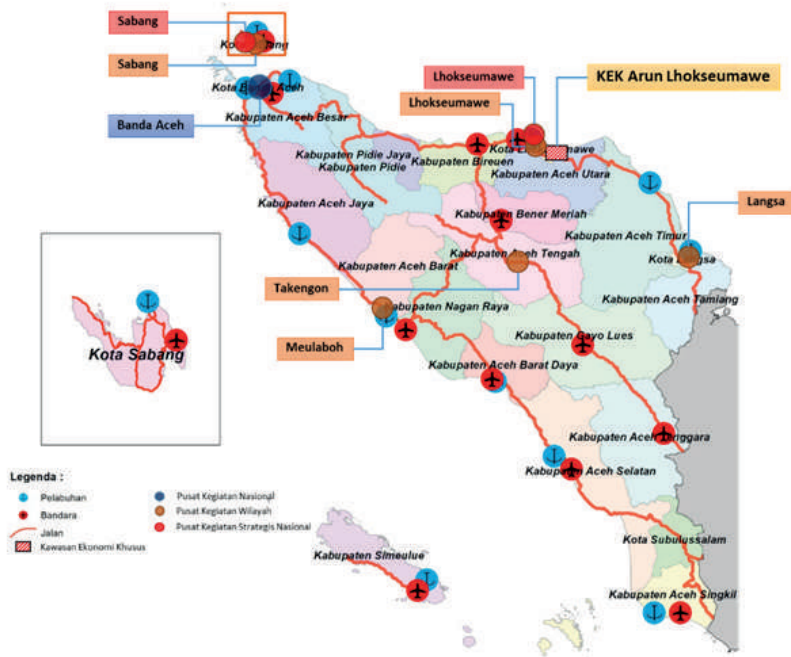 Sabang
Sabang
Banda Aceh
Kota Banda Aceh
Kabupaten Aceh Besar
Lhokseumawe
Lhokseumawe
KEK Arun Lhokseumawe
Kabupaten Pidie Jaya
Kabupaten Pidie
Kabupaten Bireuen
Kabupaten Aceh Utara
Kabupaten Aceh Jaya
Kabupaten Bener Meriah
Langsa
Kabupaten Aceh Timur
Kabupaten Aceh Tengah
Kabupaten Aceh Barat
Takengon
Kabupaten Aceh Tamiang
Kabupaten Nagan Raya
Meulaboh
Kota Sabang
Kabupaten Gayo Lues
Kabupaten Aceh Barat Daya
Kabupaten Aceh Tenggara
Kabupaten Aceh Selatan
Kota Subulussalam
Kabupaten Simeulue
Kabupaten Aceh Singkil
Legenda :
Pelabuhan
Bandara
Jalan
Kawasan Ekonomi Khusus
Pusat Kegiatan Nasional
Pusat Kegiatan Wilayah
Pusat Kegiatan Strategis Nasional